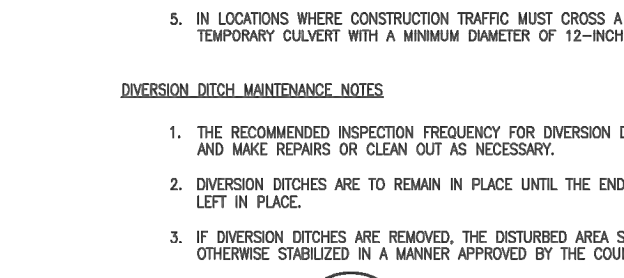 5. IN LOCATIONS WHERE CONSTRUCTION TRAFFIC MUST CROSS A
TEMPORARY CULVERT WITH A MINIMUM DIAMETER OF 12-INCH
DIVERSION DITCH MAINTENANCE NOTES
1. THE RECOMMENDED INSPECTION FREQUENCY FOR DIVERSION
AND MAKE REPAIRS OR CLEAN OUT AS NECESSARY.
2. DIVERSION DITCHES ARE TO REMAIN IN PLACE UNTIL THE END
LEFT IN PLACE.
3. IF DIVERSION DITCHES ARE REMOVED, THE DISTURBED AREA
OTHERWISE STABILIZED IN A MANNER APPROVED BY THE